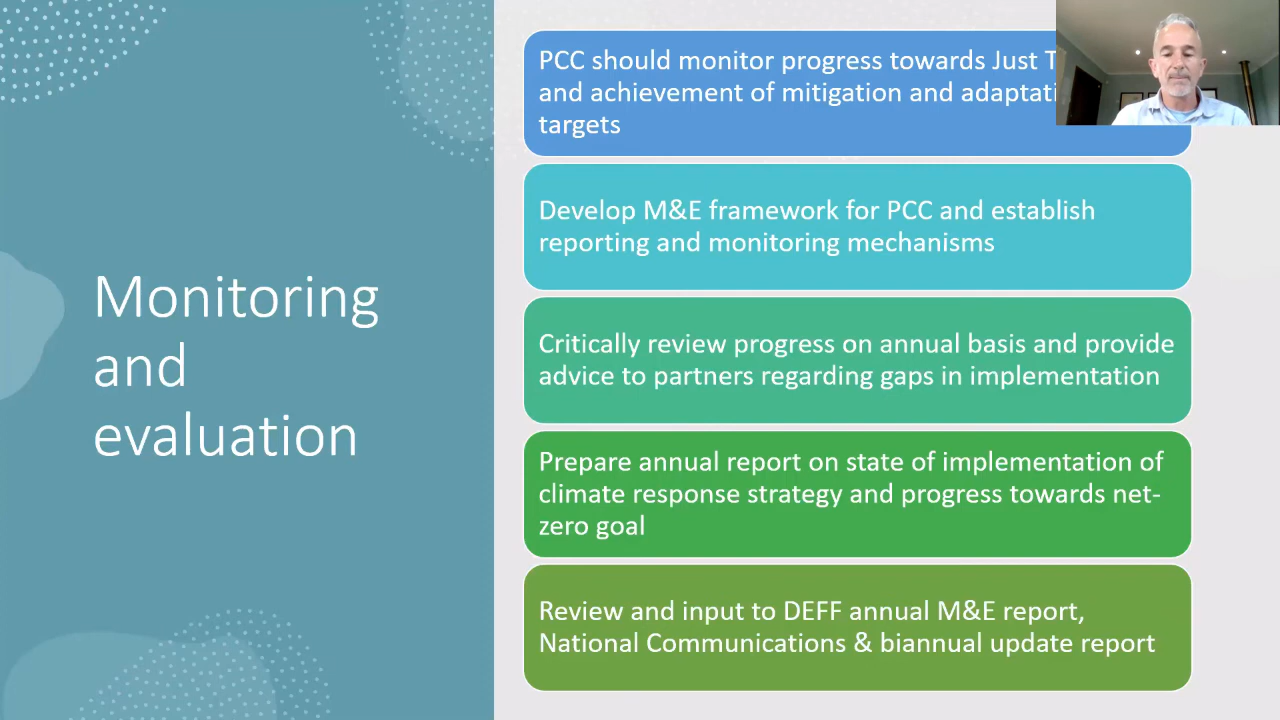 Monitoring
and
evaluation
PCC should monitor progress towards Just
and achievement of mitigation and
targets
Develop M&E framework for PCC and establish
reporting and monitoring mechanisms
Critically review progress on annual basis and provide
advice to partners regarding gaps in implementation
Prepare annual report on state of implementation of
climate response strategy and progress towards net-
zero goal
Review and input to DEFF annual M&E report,
National Communications & biannual update report